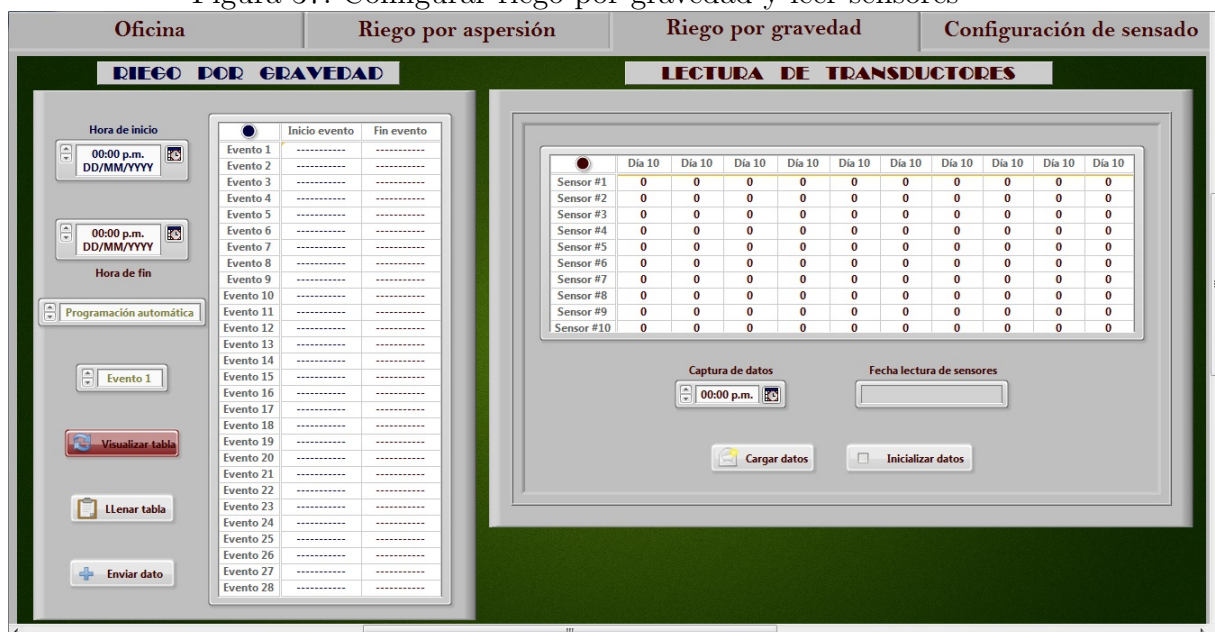 Figura 37: Configurar riego por gravedad y leer sensores
Oficina Riego por aspersión Riego por gravedad Configuración de sensado
RIEGO POR GRAVEDAD
Hora de inicio
00:00 p.m.
DD/MM/YYYY
00:00 p.m.
DD/MM/YYYY
Hora de fin
Programación automática
Evento 1
Visualizar tabla
LLenar tabla
Enviar dato
Inicio evento Fin evento
Evento 1 ----------- -----------
Evento 2 ----------- -----------
Evento 3 ----------- -----------
Evento 4 ----------- -----------
Evento 5 ----------- -----------
Evento 6 ----------- -----------
Evento 7 ----------- -----------
Evento 8 ----------- -----------
Evento 9 ----------- -----------
Evento 10 ----------- -----------
Evento 11 ----------- -----------
Evento 12 ----------- -----------
Evento 13 ----------- -----------
Evento 14 ----------- -----------
Evento 15 ----------- -----------
Evento 16 ----------- -----------
Evento 17 ----------- -----------
Evento 18 ----------- -----------
Evento 19 ----------- -----------
Evento 20 ----------- -----------
Evento 21 ----------- -----------
Evento 22 ----------- -----------
Evento 23 ----------- -----------
Evento 24 ----------- -----------
Evento 25 ----------- -----------
Evento 26 ----------- -----------
Evento 27 ----------- -----------
Evento 28 ----------- -----------
LECTURA DE TRANSDUCTORES
Día 10 Día 10 Día 10 Día 10 Día 10 Día 10 Día 10 Día 10 Día 10 Día 10
Sensor #1 0 0 0 0 0 0 0 0 0 0
Sensor #2 0 0 0 0 0 0 0 0 0 0
Sensor #3 0 0 0 0 0 0 0 0 0 0
Sensor #4 0 0 0 0 0 0 0 0 0 0
Sensor #5 0 0 0 0 0 0 0 0 0 0
Sensor #6 0 0 0 0 0 0 0 0 0 0
Sensor #7 0 0 0 0 0 0 0 0 0 0
Sensor #8 0 0 0 0 0 0 0 0 0 0
Sensor #9 0 0 0 0 0 0 0 0 0 0
Sensor #10 0 0 0 0 0 0 0 0 0 0
Captura de datos Fecha lectura de sensores
00:00 p.m.
Cargar datos Inicializar datos